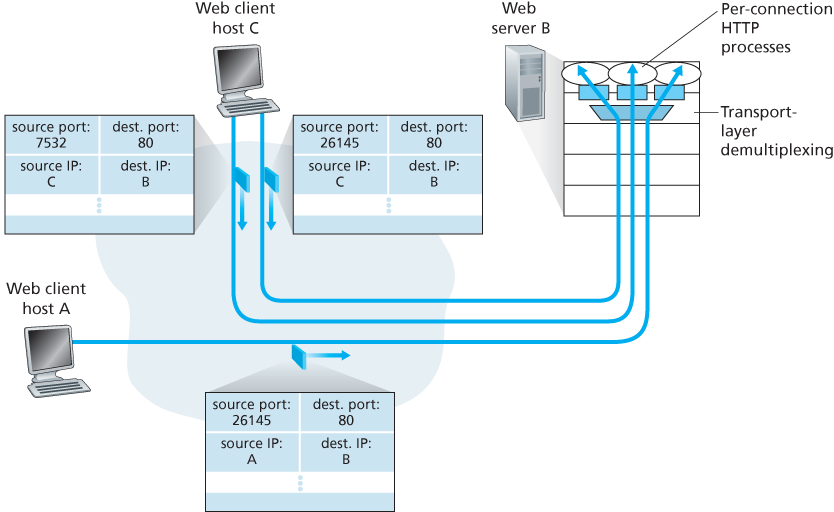 Web client
host C
Web
server B
Per-connection
HTTP
processes
Transport-
layer
demultiplexing
source port:
7532
dest. port:
80
source IP:
C
dest. IP:
B
source port:
26145
dest. port:
80
source IP:
C
dest. IP:
B
Web client
host A
source port:
26145
dest. port:
80
source IP:
A
dest. IP:
B